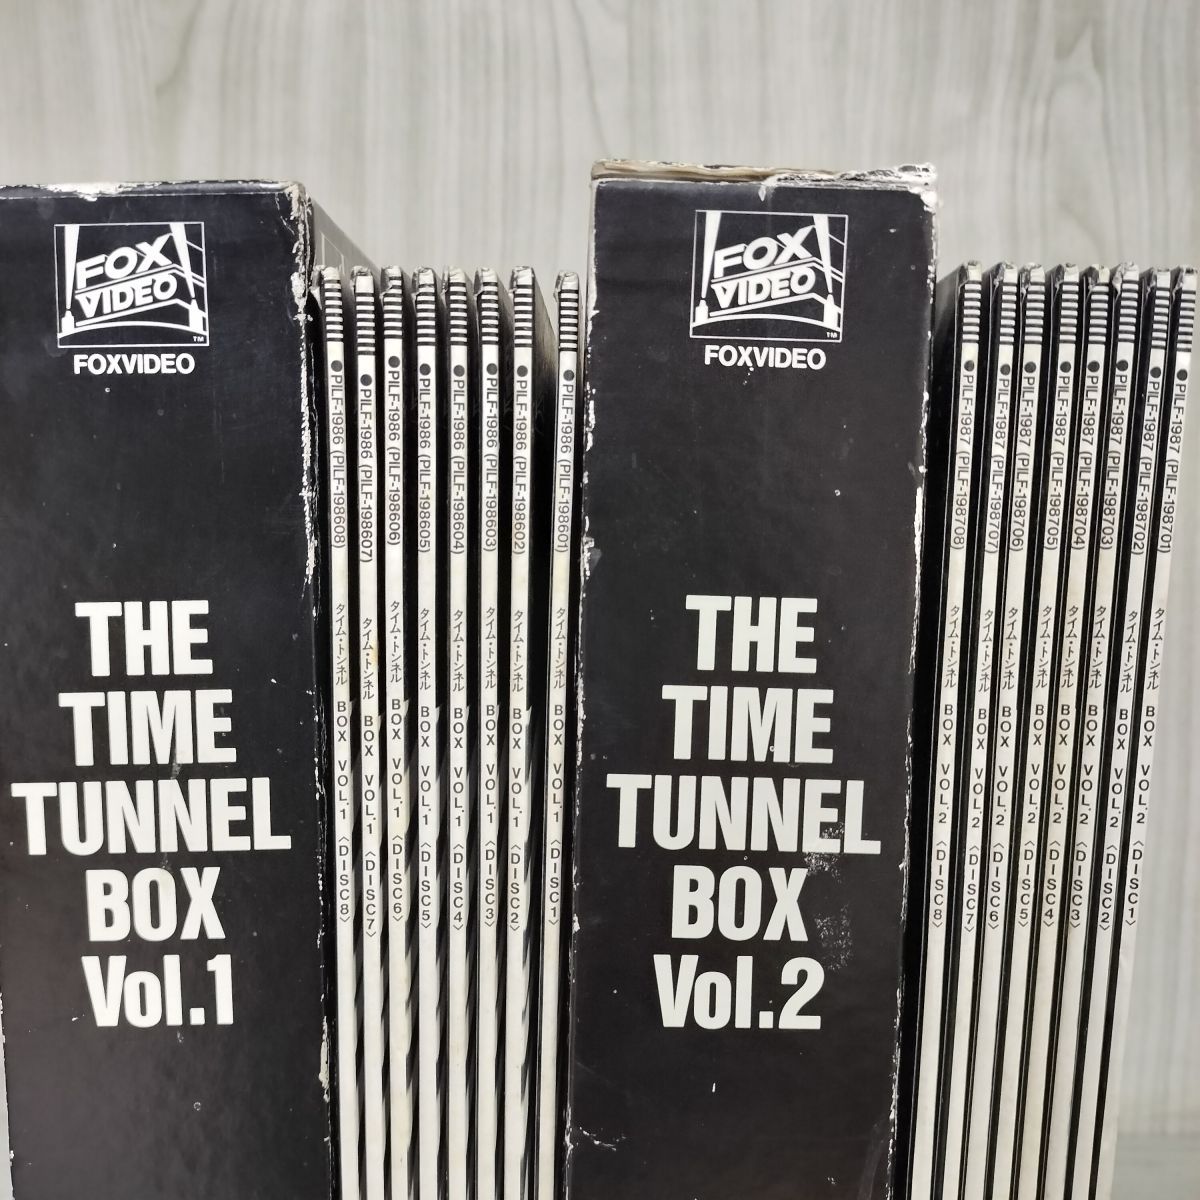 FOX
VIDEO
TM
FOXVIDEO
THE
TIME
TUNNEL
BOX
Vol.1
●PILF-1986 (PILF-198608) タイム・トンネル BOX VOL.1 〈DISC8〉
●PILF-1986 (PILF-198607) タイム・トンネル BOX VOL.1 〈DISC7〉
●PILF-1986 (PILF-198606) タイム・トンネル BOX VOL.1 〈DISC6〉
●PILF-1986 (PILF-198605) タイム・トンネル BOX VOL.1 〈DISC5〉
●PILF-1986 (PILF-198604) タイム・トンネル BOX VOL.1 〈DISC4〉
●PILF-1986 (PILF-198603) タイム・トンネル BOX VOL.1 〈DISC3〉
●PILF-1986 (PILF-198602) タイム・トンネル BOX VOL.1 〈DISC2〉
●PILF-1986 (PILF-198601) タイム・トンネル BOX VOL.1 〈DISC1〉
FOX
VIDEO
TM
FOXVIDEO
THE
TIME
TUNNEL
BOX
Vol.2
●PILF-1987 (PILF-198708) タイム・トンネル BOX VOL.2 〈DISC8〉
●PILF-1987 (PILF-198707) タイム・トンネル BOX VOL.2 〈DISC7〉
●PILF-1987 (PILF-198706) タイム・トンネル BOX VOL.2 〈DISC6〉
●PILF-1987 (PILF-198705) タイム・トンネル BOX VOL.2 〈DISC5〉
●PILF-1987 (PILF-198704) タイム・トンネル BOX VOL.2 〈DISC4〉
●PILF-1987 (PILF-198703) タイム・トンネル BOX VOL.2 〈DISC3〉
●PILF-1987 (PILF-198702) タイム・トンネル BOX VOL.2 〈DISC2〉
●PILF-1987 (PILF-198701) タイム・トンネル BOX VOL.2 〈DISC1〉